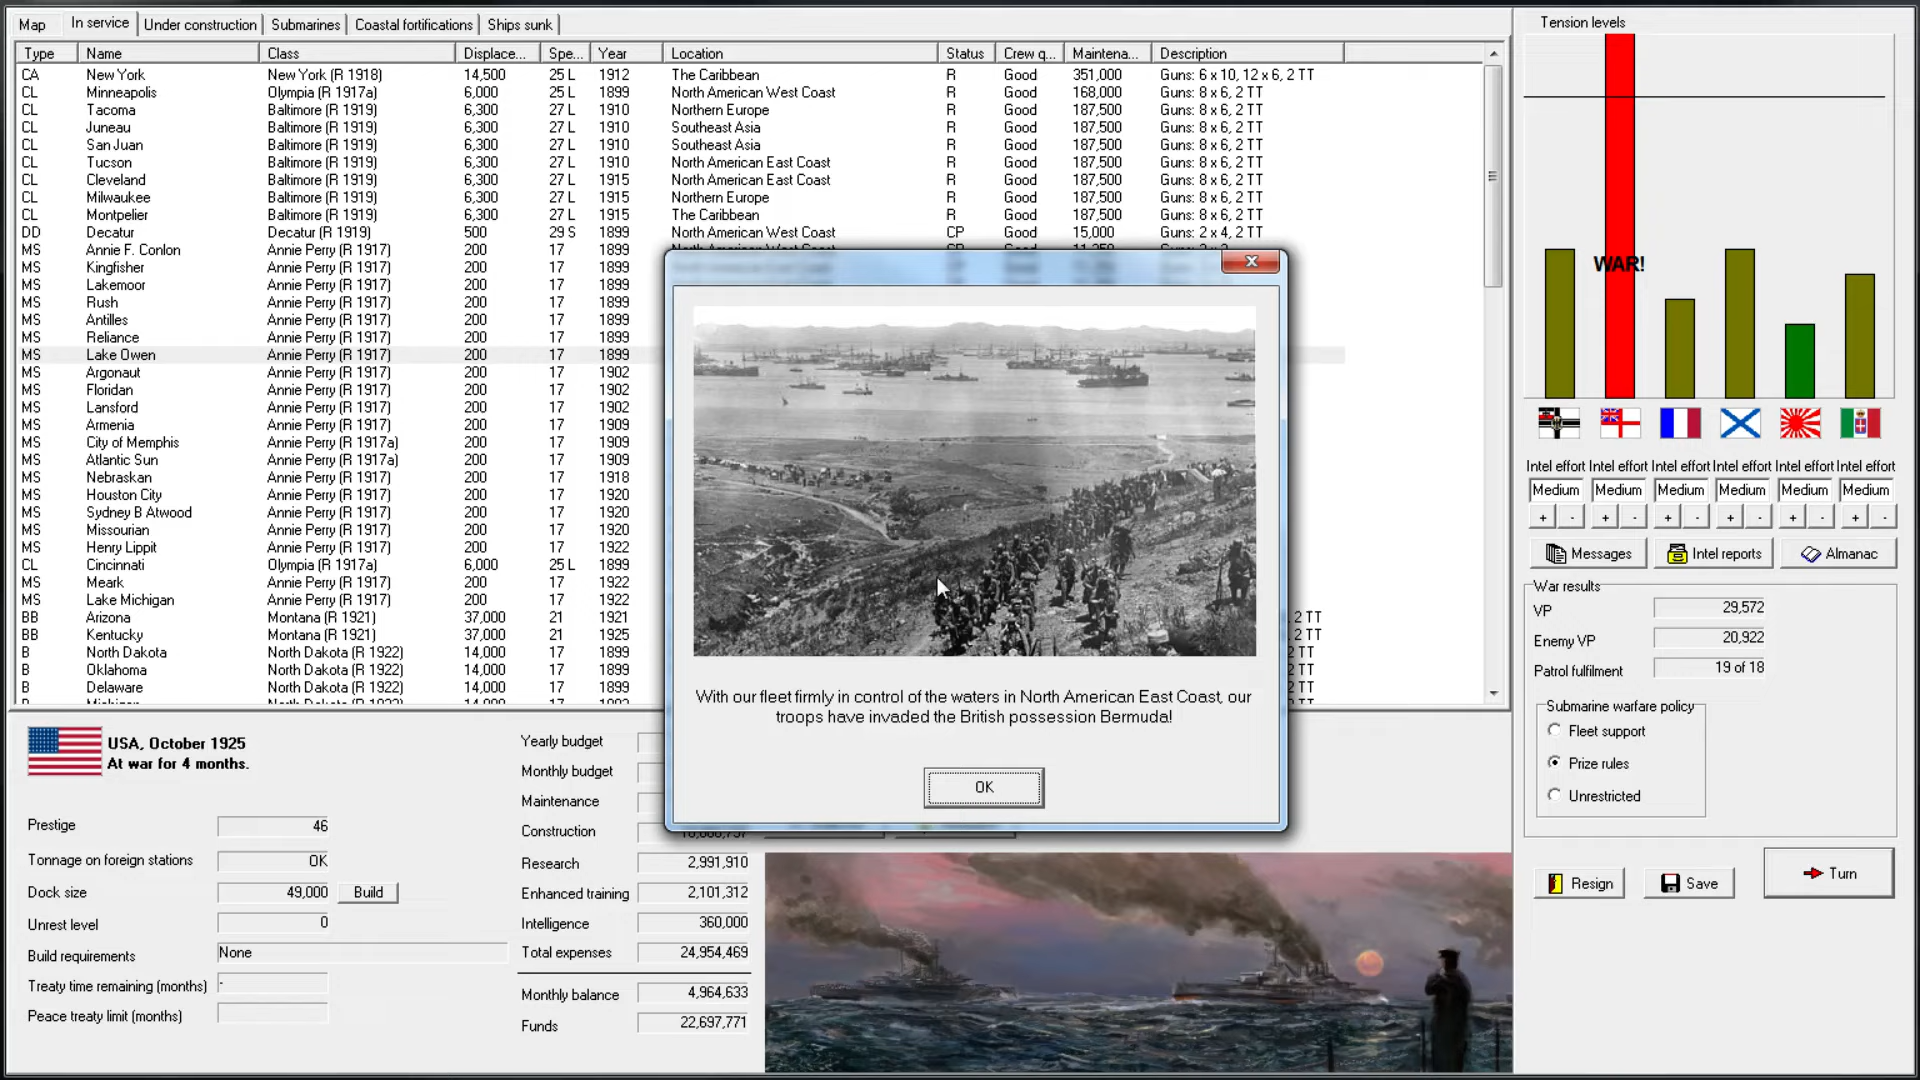 Map In service Under construction Submarines Coastal fortifications Ships sunk
Type Name Class Displace... Spe... Year Location Status Crew q... Maintena... Description
CA New York New York (R 1918) 14,500 25 L 1912 The Caribbean R Good 351,000 Guns: 6 x 10, 12 x 6, 2 TT
CL Minneapolis Olympia (R 1917a) 6,000 25 L 1899 North American West Coast R Good 168,000 Guns: 8 x 6, 2 TT
CL Tacoma Baltimore (R 1919) 6,300 27 L 1910 Northern Europe R Good 187,500 Guns: 8 x 6, 2 TT
CL Juneau Baltimore (R 1919) 6,300 27 L 1910 Southeast Asia R Good 187,500 Guns: 8 x 6, 2 TT
CL San Juan Baltimore (R 1919) 6,300 27 L 1910 Southeast Asia R Good 187,500 Guns: 8 x 6, 2 TT
CL Tucson Baltimore (R 1919) 6,300 27 L 1910 North American East Coast R Good 187,500 Guns: 8 x 6, 2 TT
CL Cleveland Baltimore (R 1919) 6,300 27 L 1915 North American East Coast R Good 187,500 Guns: 8 x 6, 2 TT
CL Milwaukee Baltimore (R 1919) 6,300 27 L 1915 Northern Europe R Good 187,500 Guns: 8 x 6, 2 TT
CL Montpelier Baltimore (R 1919) 6,300 27 L 1915 The Caribbean R Good 187,500 Guns: 8 x 6, 2 TT
DD Decatur Decatur (R 1919) 500 29 S 1899 North American West Coast CP Good 15,000 Guns: 2 x 4, 2 TT
MS Annie F. Conlon Annie Perry (R 1917) 200 17 1899
MS Kingfisher Annie Perry (R 1917) 200 17 1899
MS Lakemoor Annie Perry (R 1917) 200 17 1899
MS Rush Annie Perry (R 1917) 200 17 1899
MS Antilles Annie Perry (R 1917) 200 17 1899
MS Reliance Annie Perry (R 1917) 200 17 1899
MS Lake Owen Annie Perry (R 1917) 200 17 1899
MS Argonaut Annie Perry (R 1917) 200 17 1902
MS Floridan Annie Perry (R 1917) 200 17 1902
MS Lansford Annie Perry (R 1917) 200 17 1902
MS Armenia Annie Perry (R 1917) 200 17 1909
MS City of Memphis Annie Perry (R 1917a) 200 17 1909
MS Atlantic Sun Annie Perry (R 1917a) 200 17 1909
MS Nebraskan Annie Perry (R 1917) 200 17 1918
MS Houston City Annie Perry (R 1917) 200 17 1920
MS Sydney B Atwood Annie Perry (R 1917) 200 17 1920
MS Missourian Annie Perry (R 1917) 200 17 1920
MS Henry Lippit Annie Perry (R 1917) 200 17 1922
CL Cincinnati Olympia (R 1917a) 6,000 25 L 1899
MS Meark Annie Perry (R 1917) 200 17 1922
MS Lake Michigan Annie Perry (R 1917) 200 17 1922
BB Arizona Montana (R 1921) 37,000 21 1921 , 2 TT
BB Kentucky Montana (R 1921) 37,000 21 1925 , 2 TT
B North Dakota North Dakota (R 1922) 14,000 17 1899 2 TT
B Oklahoma North Dakota (R 1922) 14,000 17 1899 2 TT
B Delaware North Dakota (R 1922) 14,000 17 1899 2 TT
With our fleet firmly in control of the waters in North American East Coast, our
troops have invaded the British possession Bermuda!
OK
USA, October 1925
At war for 4 months.
Prestige 46
Tonnage on foreign stations OK
Dock size 49,000 Build
Unrest level 0
Build requirements None
Treaty time remaining (months) -
Peace treaty limit (months)
Yearly budget
Monthly budget
Maintenance
Construction
Research 2,991,910
Enhanced training 2,101,312
Intelligence 360,000
Total expenses 24,954,469
Monthly balance 4,964,633
Funds 22,697,771
Tension levels
WAR!
Intel effort Intel effort Intel effort Intel effort Intel effort Intel effort
Medium Medium Medium Medium Medium Medium
+ - + - + - + - + - + -
Messages Intel reports Almanac
War results
VP 29,572
Enemy VP 20,922
Patrol fulfilment 19 of 18
Submarine warfare policy
Fleet support
Prize rules
Unrestricted
Resign Save Turn